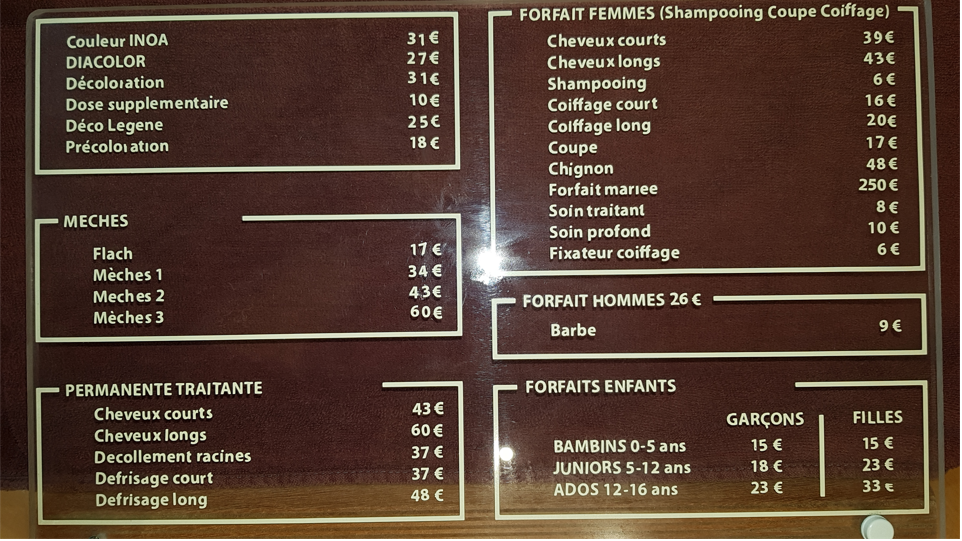 Couleur INOA 31 €
DIACOLOR 27 €
Décoloration 31 €
Dose supplementaire 10 €
Déco Legene 25 €
Précoloration 18 €
MECHES
Flach 17 €
Mèches 1 34 €
Meches 2 43 €
Mèches 3 60 €
PERMANENTE TRAITANTE
Cheveux courts 43 €
Cheveux longs 60 €
Decollement racines 37 €
Defrisage court 37 €
Defrisage long 48 €
FORFAIT FEMMES (Shampooing Coupe Coiffage)
Cheveux courts 39 €
Cheveux longs 43 €
Shampooing 6 €
Coiffage court 16 €
Coiffage long 20 €
Coupe 17 €
Chignon 48 €
Forfait mariee 250 €
Soin traitant 8 €
Soin profond 10 €
Fixateur coiffage 6 €
FORFAIT HOMMES 26 €
Barbe 9 €
FORFAITS ENFANTS
GARÇONS FILLES
BAMBINS 0-5 ans 15 € 15 €
JUNIORS 5-12 ans 18 € 23 €
ADOS 12-16 ans 23 € 33 €